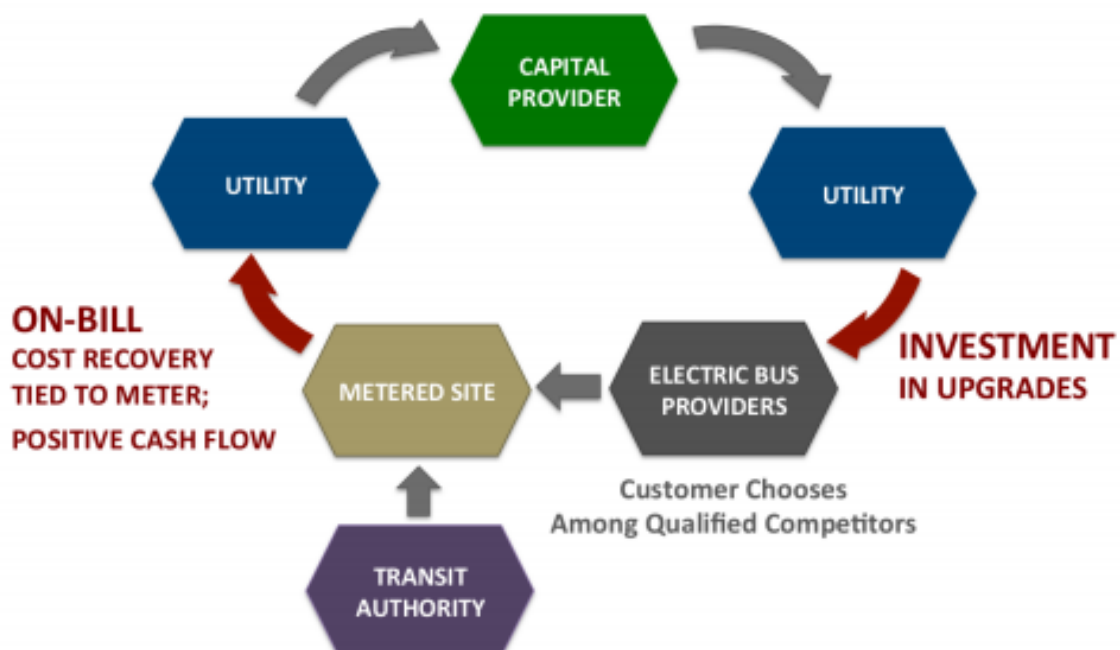 CAPITAL
PROVIDER
UTILITY
UTILITY
ON-BILL
COST RECOVERY
TIED TO METER;
POSITIVE CASH FLOW
METERED SITE
ELECTRIC BUS
PROVIDERS
INVESTMENT
IN UPGRADES
Customer Chooses
Among Qualified Competitors
TRANSIT
AUTHORITY